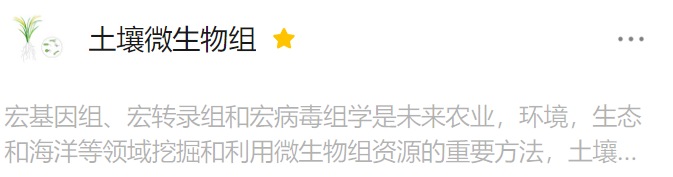 土壤微生物组
宏基因组、宏转录组和宏病毒组学是未来农业，环境，生态
和海洋等领域挖掘和利用微生物组资源的重要方法，土壤...